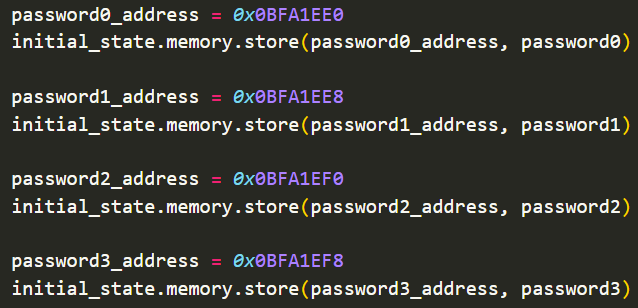 password0_address = 0x0BFA1EE0
initial_state.memory.store(password0_address, password0)
password1_address = 0x0BFA1EE8
initial_state.memory.store(password1_address, password1)
password2_address = 0x0BFA1EF0
initial_state.memory.store(password2_address, password2)
password3_address = 0x0BFA1EF8
initial_state.memory.store(password3_address, password3)